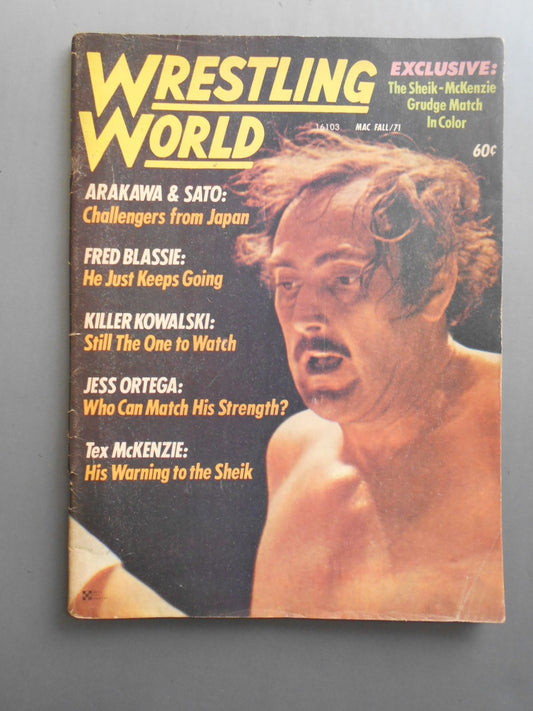 WRESTLING
WORLD
EXCLUSIVE:
The Sheik-McKenzie
Grudge Match
In Color
16103 MAC FALL/71
60¢
ARAKAWA & SATO:
Challengers from Japan
FRED BLASSIE:
He Just Keeps Going
KILLER KOWALSKI:
Still The One to Watch
JESS ORTEGA:
Who Can Match His Strength?
Tex McKENZIE:
His Warning to the Sheik